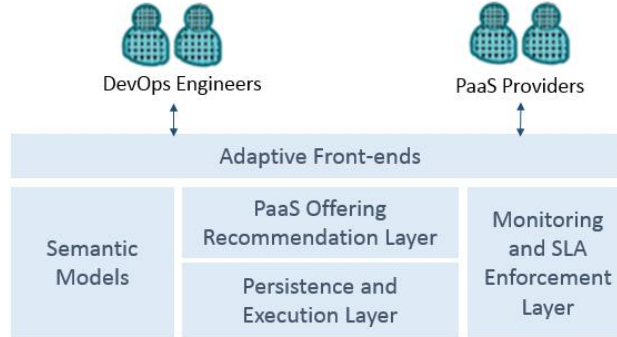 DevOps Engineers
PaaS Providers
Adaptive Front-ends
Semantic
Models
PaaS Offering
Recommendation Layer
Persistence and
Execution Layer
Monitoring
and SLA
Enforcement
Layer